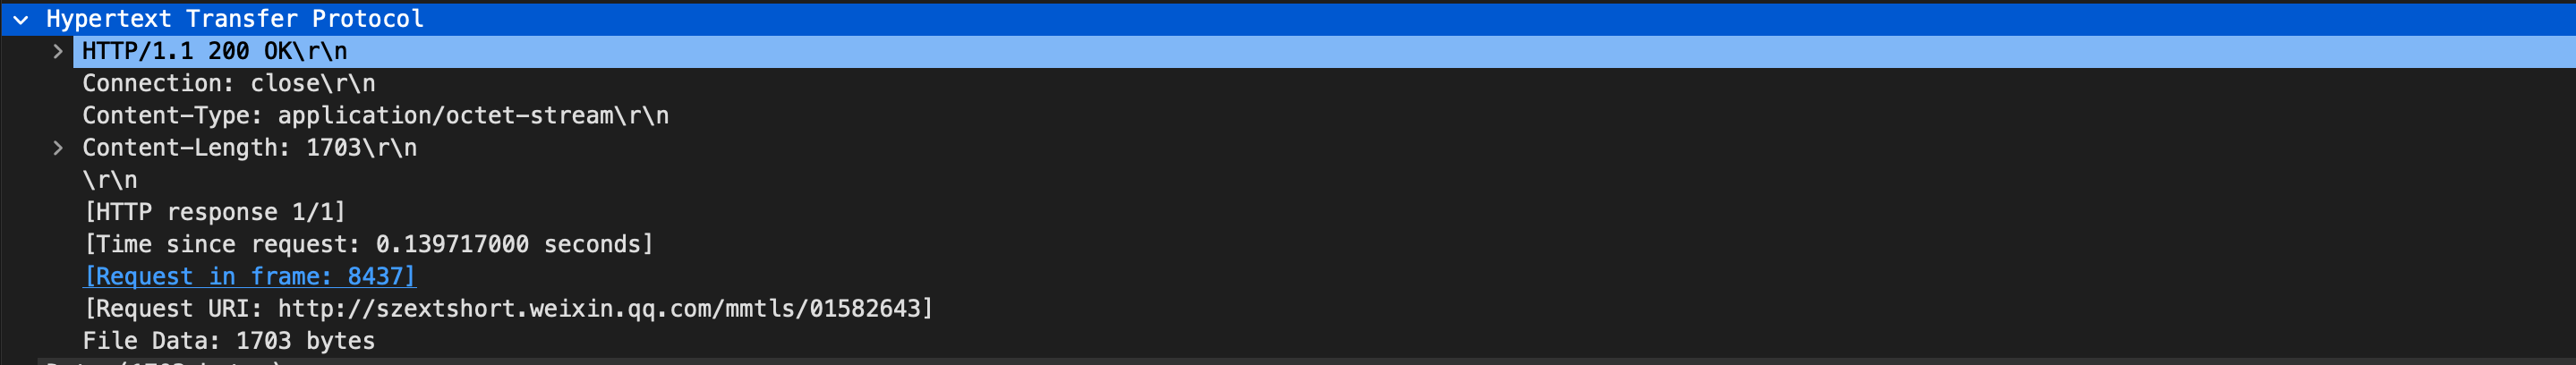 Hypertext Transfer Protocol
HTTP/1.1 200 OK\r\n
Connection: close\r\n
Content-Type: application/octet-stream\r\n
Content-Length: 1703\r\n
\r\n
[HTTP response 1/1]
[Time since request: 0.139717000 seconds]
[Request in frame: 8437]
[Request URI: http://szextshort.weixin.qq.com/mmtls/01582643]
File Data: 1703 bytes